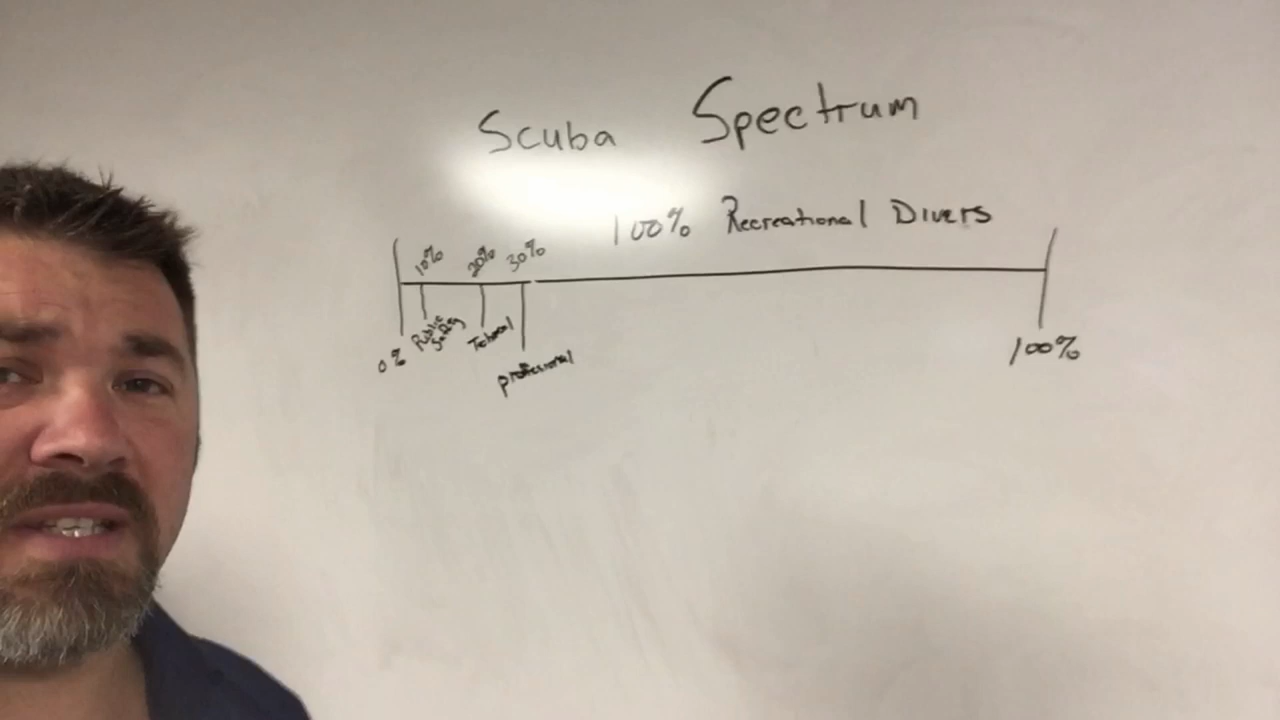 Scuba Spectrum
100% Recreational Divers
10% 20% 30%
0% Public Safety Technical professional 100%